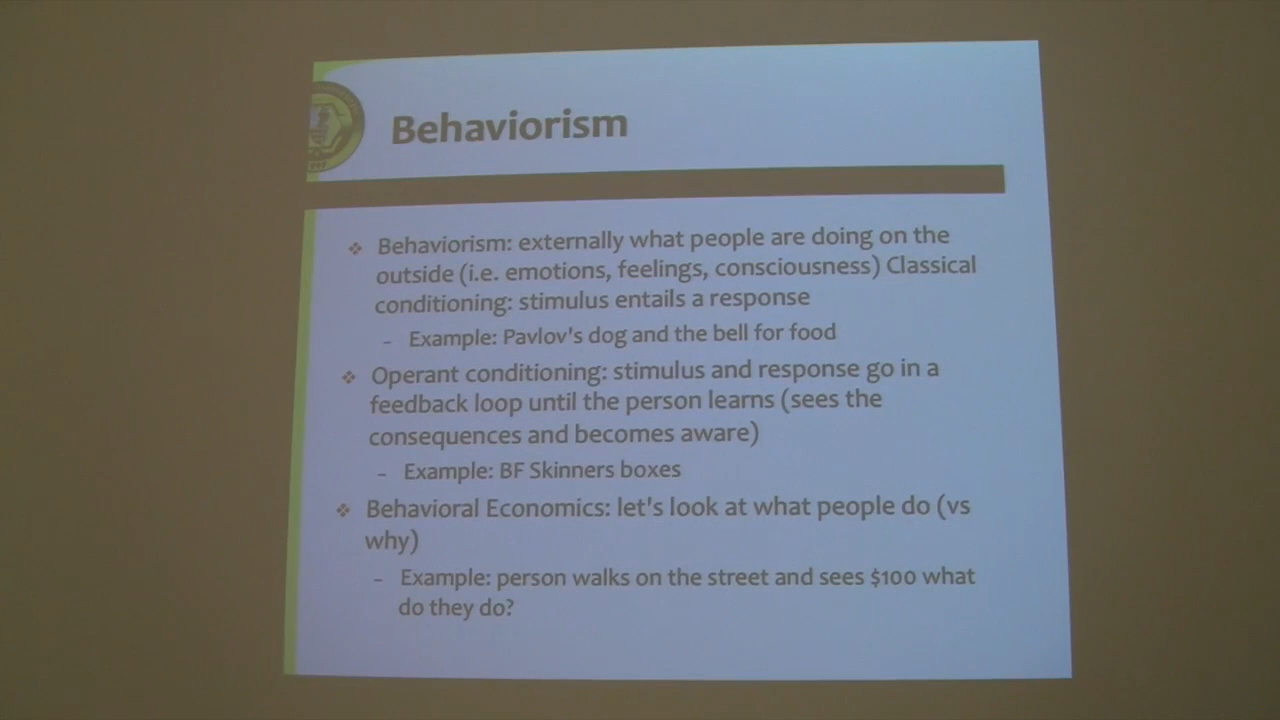 Behaviorism
❖ Behaviorism: externally what people are doing on the
outside (i.e. emotions, feelings, consciousness) Classical
conditioning: stimulus entails a response
– Example: Pavlov's dog and the bell for food
❖ Operant conditioning: stimulus and response go in a
feedback loop until the person learns (sees the
consequences and becomes aware)
– Example: BF Skinners boxes
❖ Behavioral Economics: let's look at what people do (vs
why)
– Example: person walks on the street and sees $100 what
do they do?